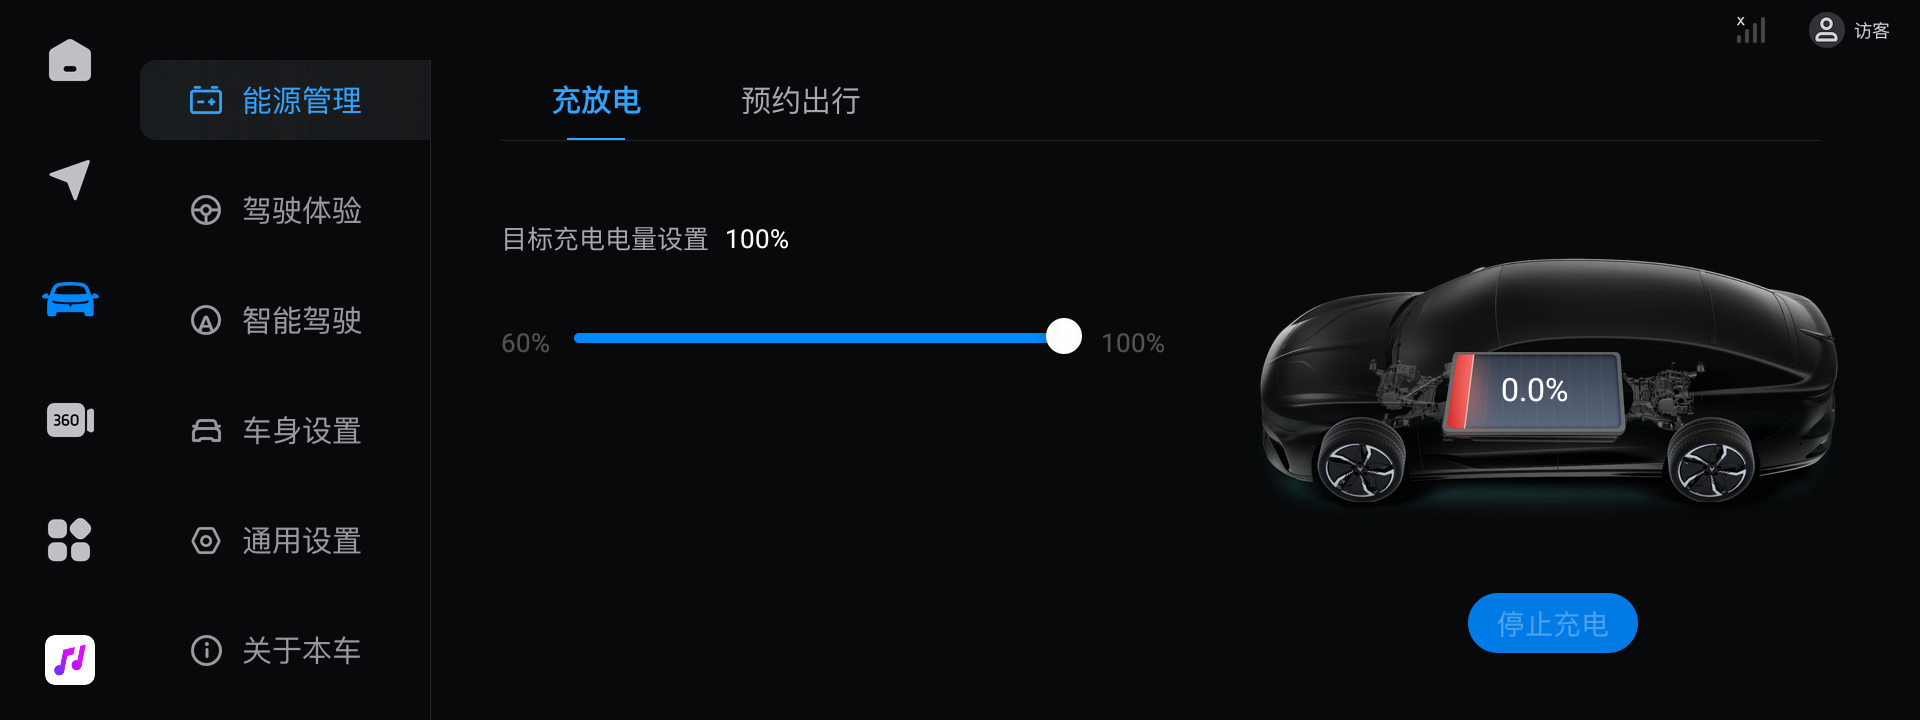 x
访客
能源管理
充放电
预约出行
驾驶体验
目标充电电量设置 100%
智能驾驶
60%
100%
0.0%
360
车身设置
通用设置
停止充电
关于本车